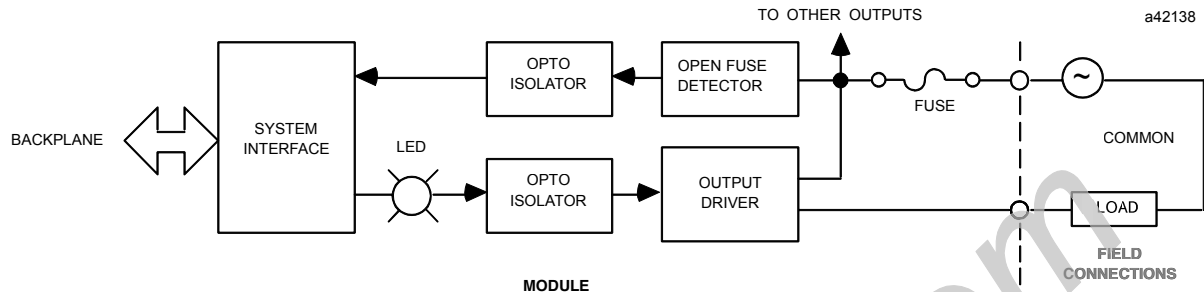 TO OTHER OUTPUTS
a42138
OPTO
ISOLATOR
OPEN FUSE
DETECTOR
FUSE
~
BACKPLANE
SYSTEM
INTERFACE
LED
COMMON
OPTO
ISOLATOR
OUTPUT
DRIVER
LOAD
FIELD
CONNECTIONS
MODULE
om